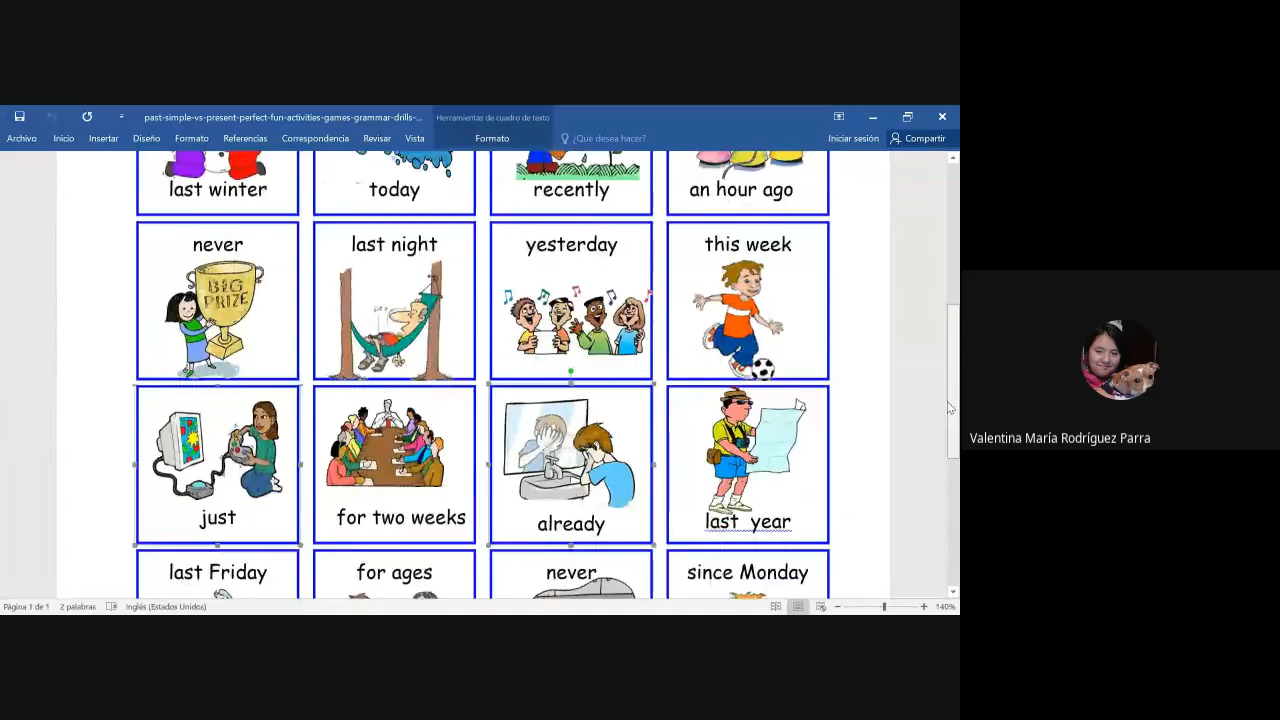 past-simple-vs-present-perfect-fun-activities-games-grammar-drills-...
Herramientas de cuadro de texto
Archivo Inicio Insertar Diseño Formato Referencias Correspondencia Revisar Vista Formato ¿Qué desea hacer? Iniciar sesión Compartir
last winter today recently an hour ago
never last night yesterday this week
BIG
PRIZE
just for two weeks already last year
last Friday for ages never since Monday
Página 1 de 1 2 palabras Inglés (Estados Unidos) 140%
Valentina María Rodríguez Parra